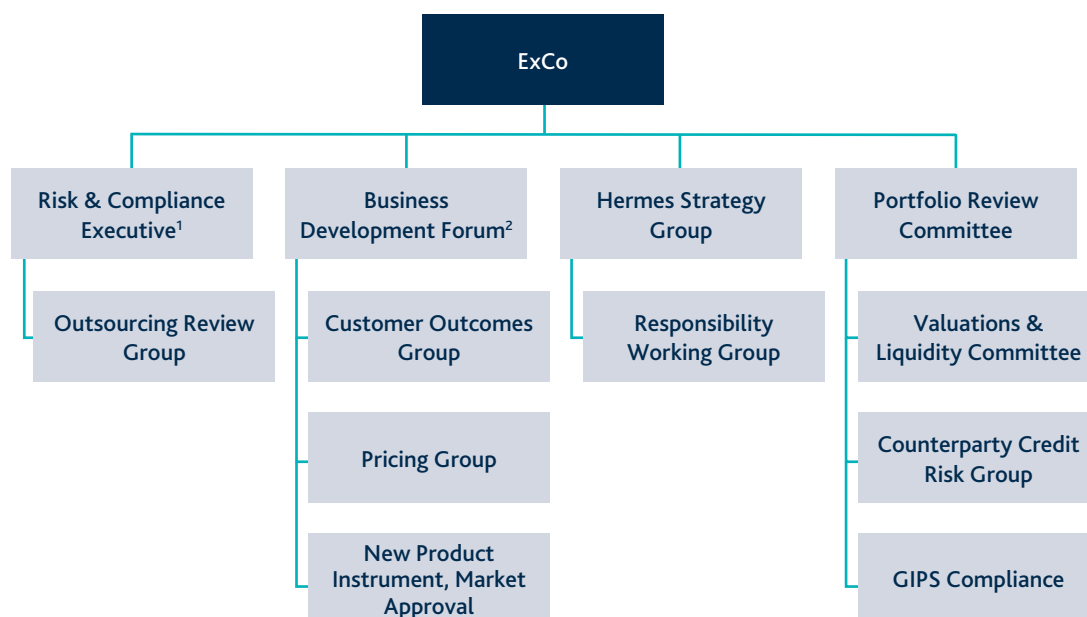 ExCo
Risk & Compliance
Executive¹
Business
Development Forum²
Hermes Strategy
Group
Portfolio Review
Committee
Outsourcing Review
Group
Customer Outcomes
Group
Responsibility
Working Group
Valuations &
Liquidity Committee
Pricing Group
Counterparty Credit
Risk Group
New Product
Instrument, Market
Approval
GIPS Compliance